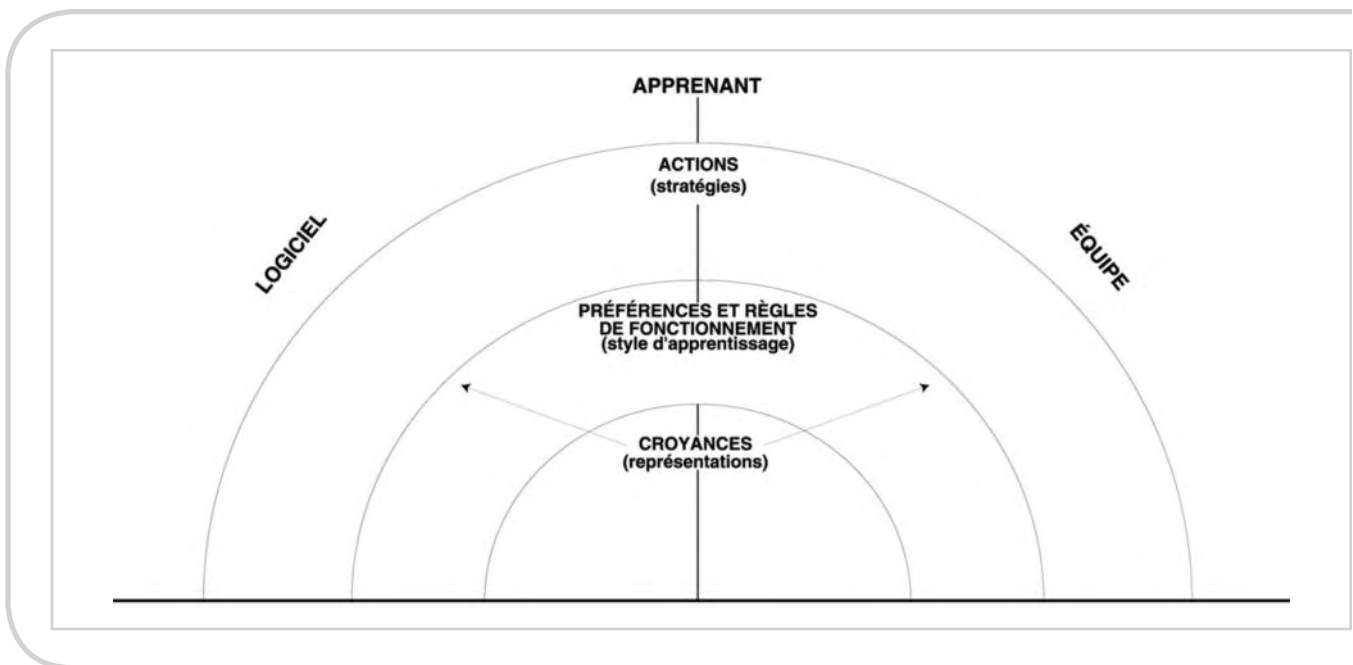 APPRENANT
ACTIONS
(stratégies)
LOGICIEL
ÉQUIPE
PRÉFÉRENCES ET RÈGLES
DE FONCTIONNEMENT
(style d'apprentissage)
CROYANCES
(représentations)